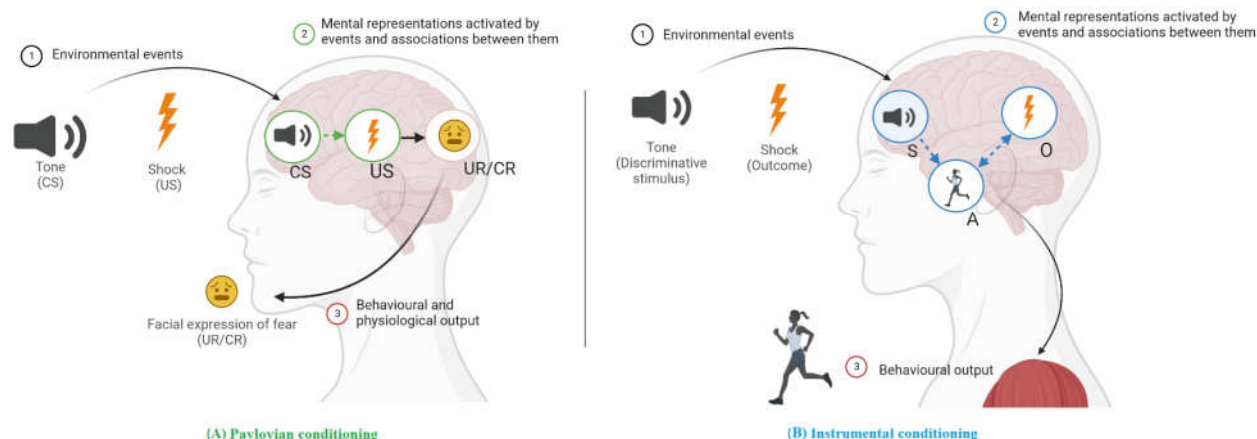 1 Environmental events
2 Mental representations activated by
events and associations between them
Tone
(CS)
Shock
(US)
CS
US
UR/CR
Facial expression of fear
(UR/CR)
3 Behavioural and
physiological output
(A) Pavlovian conditioning
1 Environmental events
2 Mental representations activated by
events and associations between them
Tone
(Discriminative
stimulus)
Shock
(Outcome)
S
O
A
3 Behavioural output
(B) Instrumental conditioning